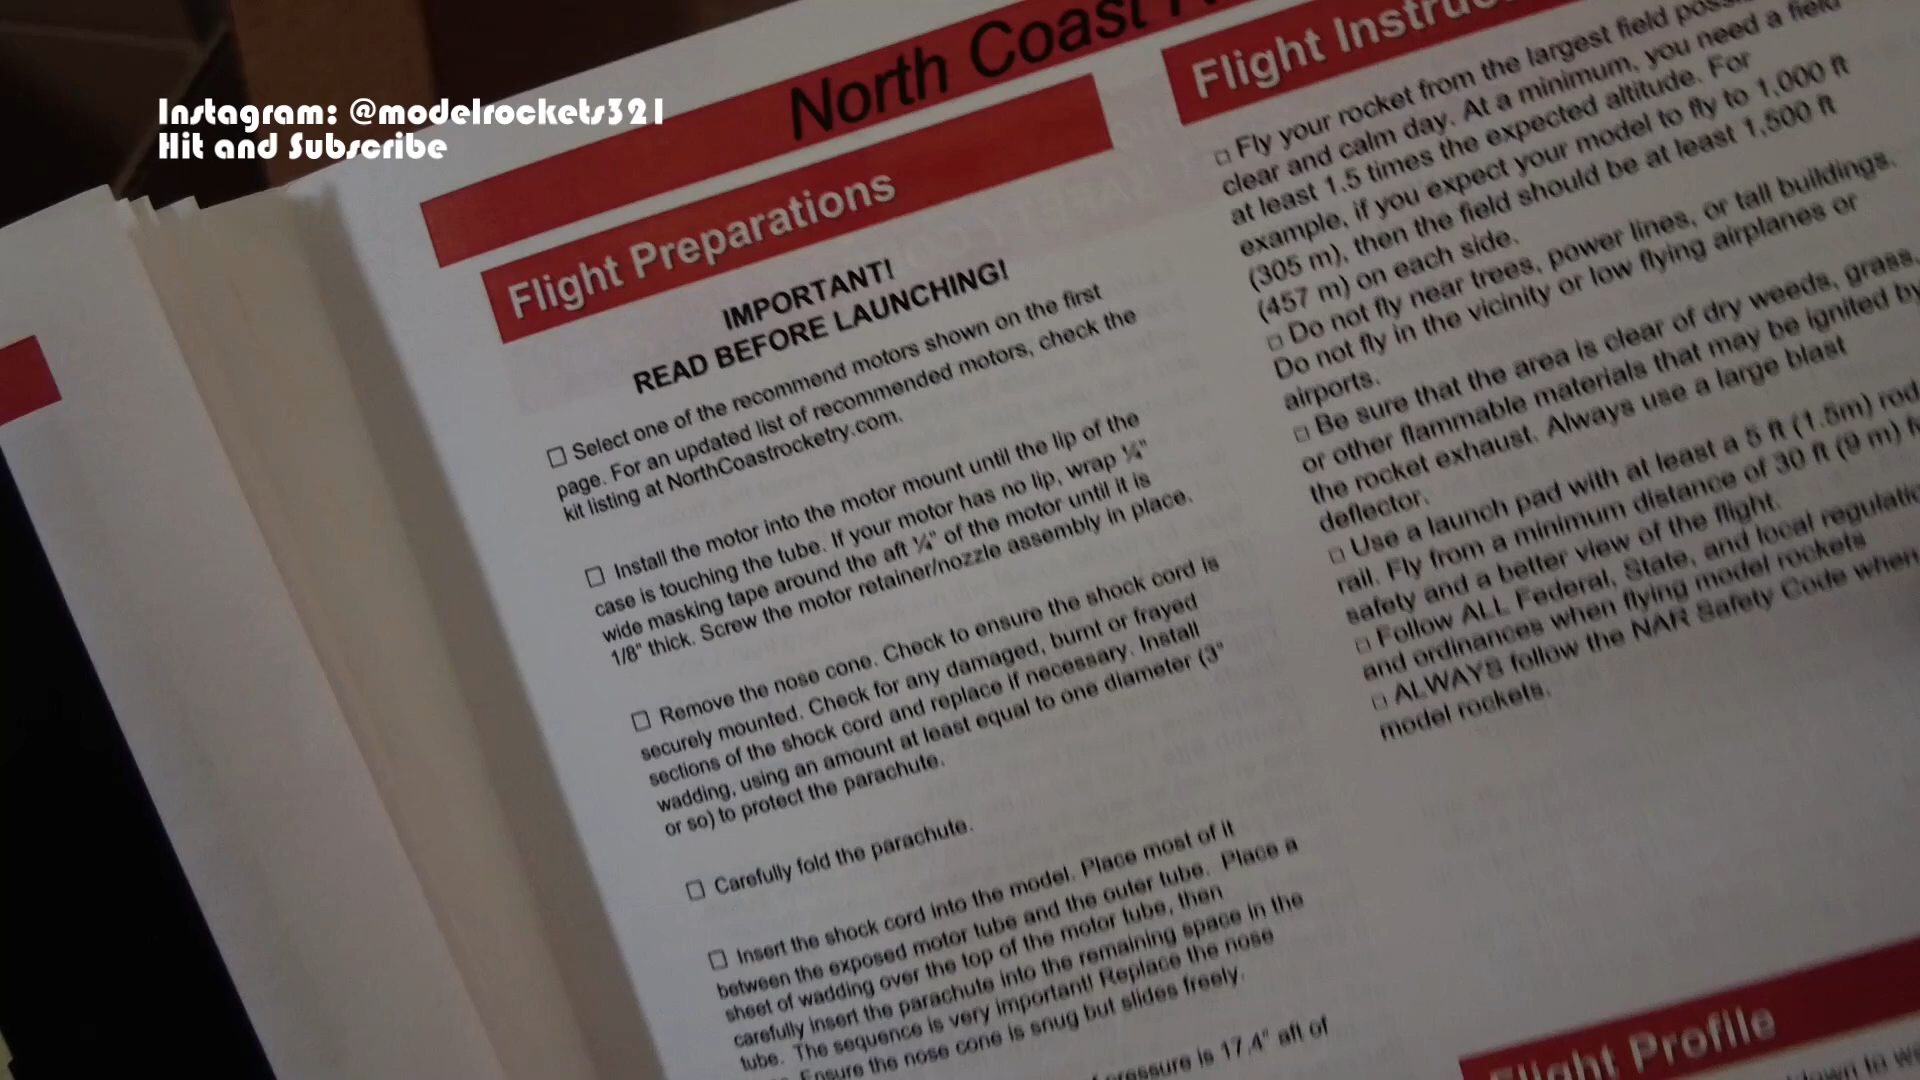 Instagram: @modelrockets321
Hit and Subscribe
North Coast
Flight Preparations
IMPORTANT!
READ BEFORE LAUNCHING!
☐ Select one of the recommend motors shown on the first
page. For an updated list of recommended motors, check the
kit listing at NorthCoastrocketry.com.
☐ Install the motor into the motor mount until the lip of the
case is touching the tube. If your motor has no lip, wrap ¼"
wide masking tape around the aft ¼" of the motor until it is
1/8" thick. Screw the motor retainer/nozzle assembly in place.
☐ Remove the nose cone. Check to ensure the shock cord is
securely mounted. Check for any damaged, burnt or frayed
sections of the shock cord and replace if necessary. Install
wadding, using an amount at least equal to one diameter (3"
or so) to protect the parachute.
☐ Carefully fold the parachute.
☐ Insert the shock cord into the model. Place most of it
between the exposed motor tube and the outer tube. Place a
sheet of wadding over the top of the motor tube, then
carefully insert the parachute into the remaining space in the
tube. The sequence is very important! Replace the nose
Ensure the nose cone is snug but slides freely.
pressure is 17.4" aft of
Flight
☐ Fly your rocket from the largest field
clear and calm day. At a minimum, you need a field
at least 1.5 times the expected altitude. For
example, if you expect your model to fly to 1,000 ft
(305 m), then the field should be at least 1,500 ft
(457 m) on each side.
☐ Do not fly near trees, power lines, or tall buildings.
Do not fly in the vicinity or low flying airplanes or
airports.
☐ Be sure that the area is clear of dry weeds, grass,
or other flammable materials that may be ignited by
the rocket exhaust. Always use a large blast
deflector.
☐ Use a launch pad with at least a 5 ft (1.5m) rod
rail. Fly from a minimum distance of 30 ft (9 m)
safety and a better view of the flight.
☐ Follow ALL Federal, State, and local
and ordinances when flying model rockets
☐ ALWAYS follow the NAR Safety Code when
model rockets.
Flight Profile